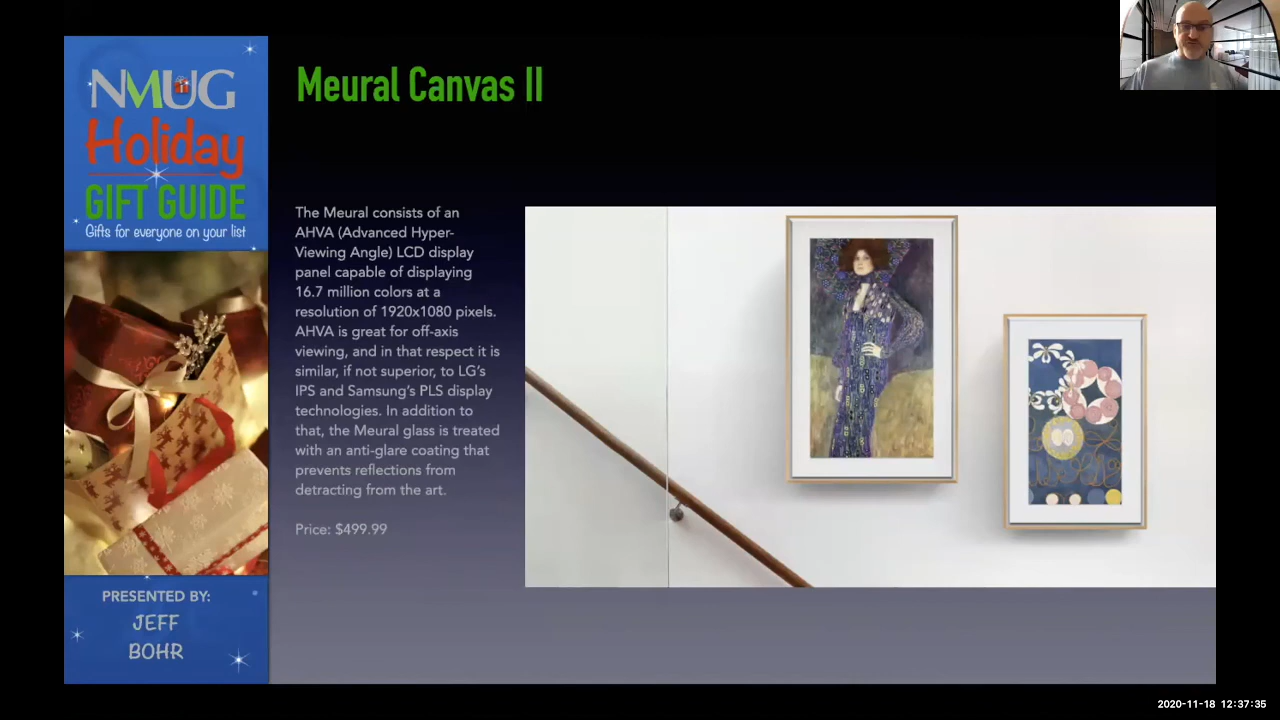 NMUG
Holiday
GIFT GUIDE
Gifts for everyone on your list
PRESENTED BY:
JEFF
BOHR
Meural Canvas II
The Meural consists of an
AHVA (Advanced Hyper-
Viewing Angle) LCD display
panel capable of displaying
16.7 million colors at a
resolution of 1920x1080 pixels.
AHVA is great for off-axis
viewing, and in that respect it is
similar, if not superior, to LG's
IPS and Samsung's PLS display
technologies. In addition to
that, the Meural glass is treated
with an anti-glare coating that
prevents reflections from
detracting from the art.
Price: $499.99
2020-11-18 12:37:35